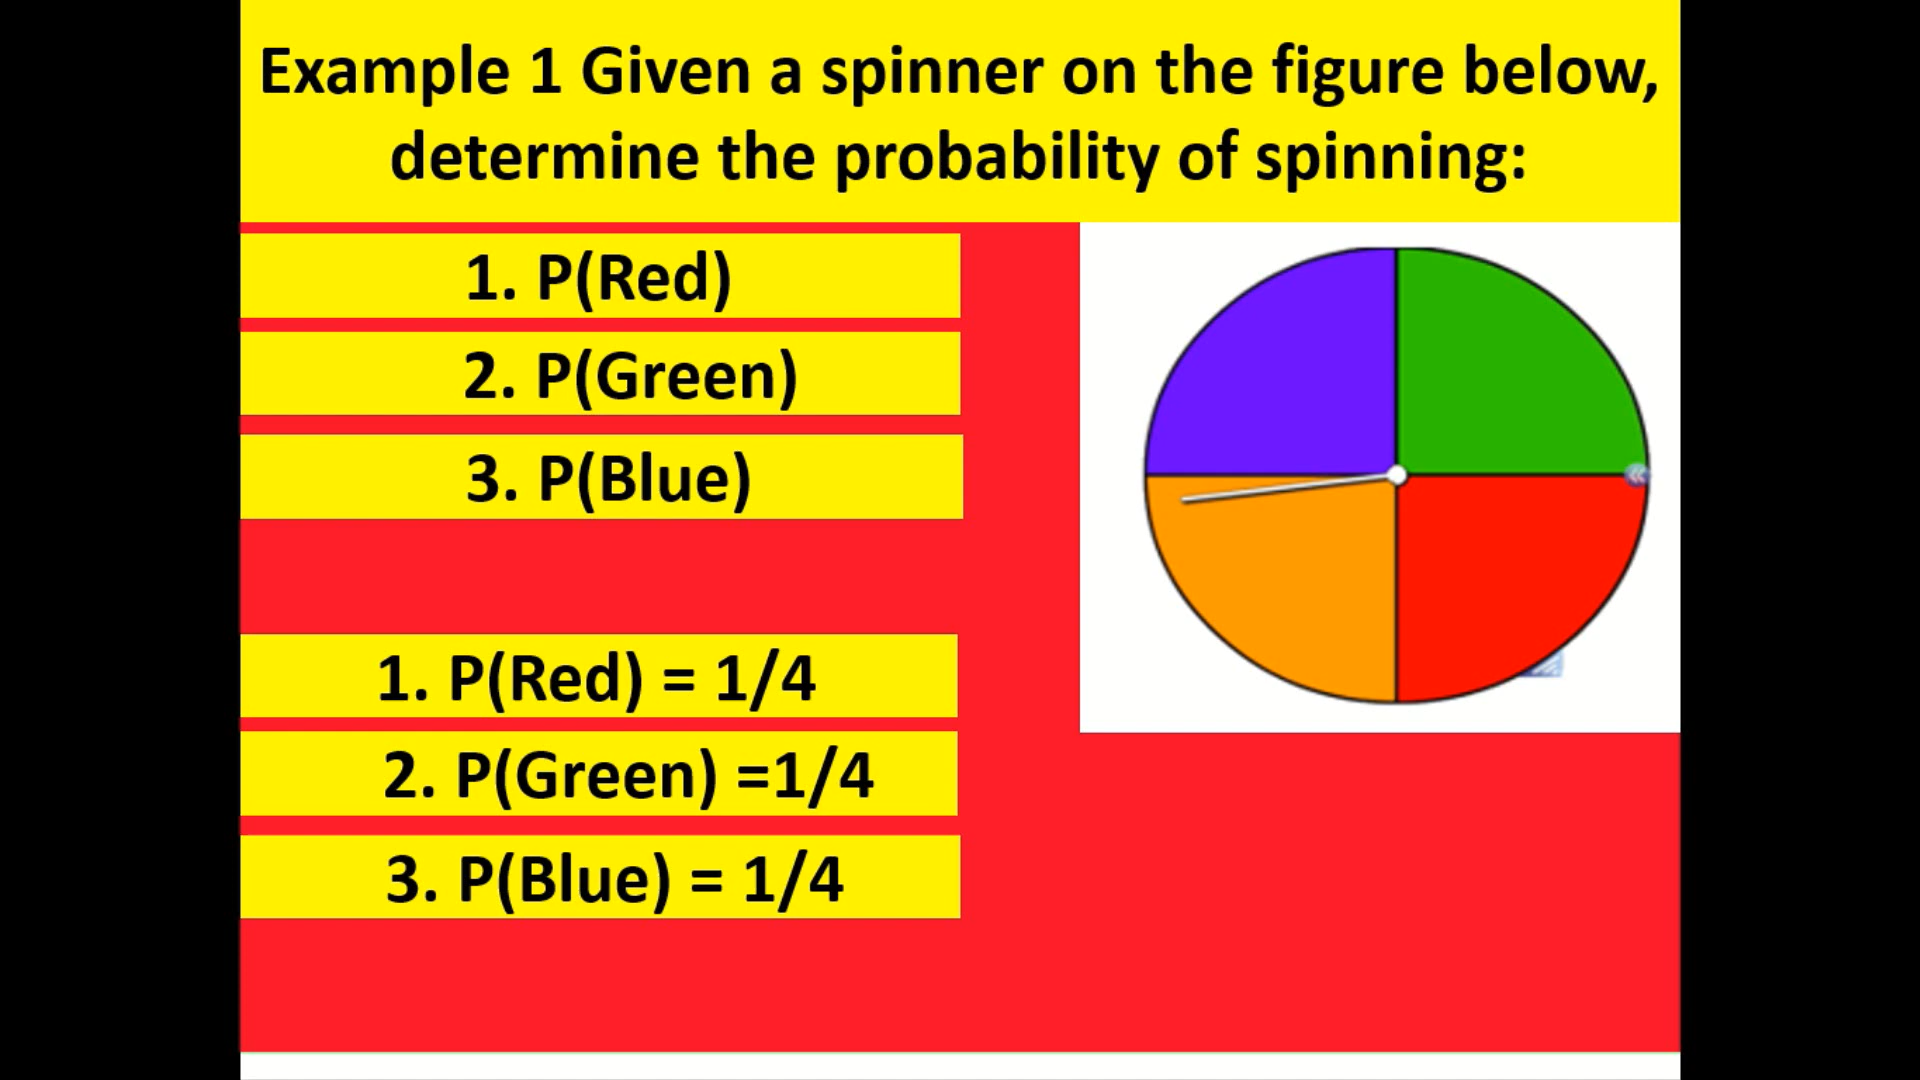 Example 1 Given a spinner on the figure below,
determine the probability of spinning:
1. P(Red)
2. P(Green)
3. P(Blue)
1. P(Red) = 1/4
2. P(Green) =1/4
3. P(Blue) = 1/4